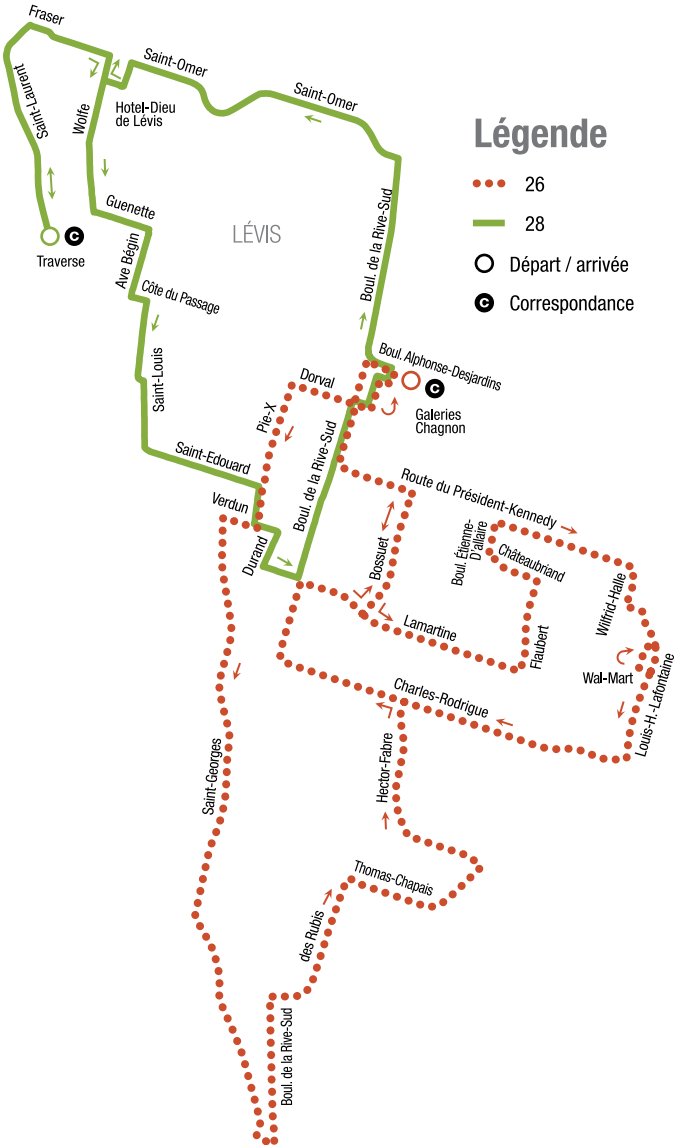 Fraser
Saint-Omer
Saint-Omer
Saint-Laurent
Wolfe
Hotel-Dieu
de Lévis
Légende
26
28
Départ / arrivée
C Correspondance
Guenette
LÉVIS
C
Traverse
Ave Bégin
Côte du Passage
Boul. de la Rive-Sud
Saint-Louis
Boul. Alphonse-Desjardins
C
Galeries
Chagnon
Dorval
Pie-X
Boul. de la Rive-Sud
Saint-Edouard
Verdun
Durand
Route du Président-Kennedy
Bossuet
Boul. Étienne-
D'allaire
Châteaubriand
Wilfrid-Halle
Lamartine
Flaubert
Wal-Mart
Louis-H.-Lafontaine
Charles-Rodrigue
Hector-Fabre
Saint-Georges
Thomas-Chapais
des Rubis
Boul. de la Rive-Sud